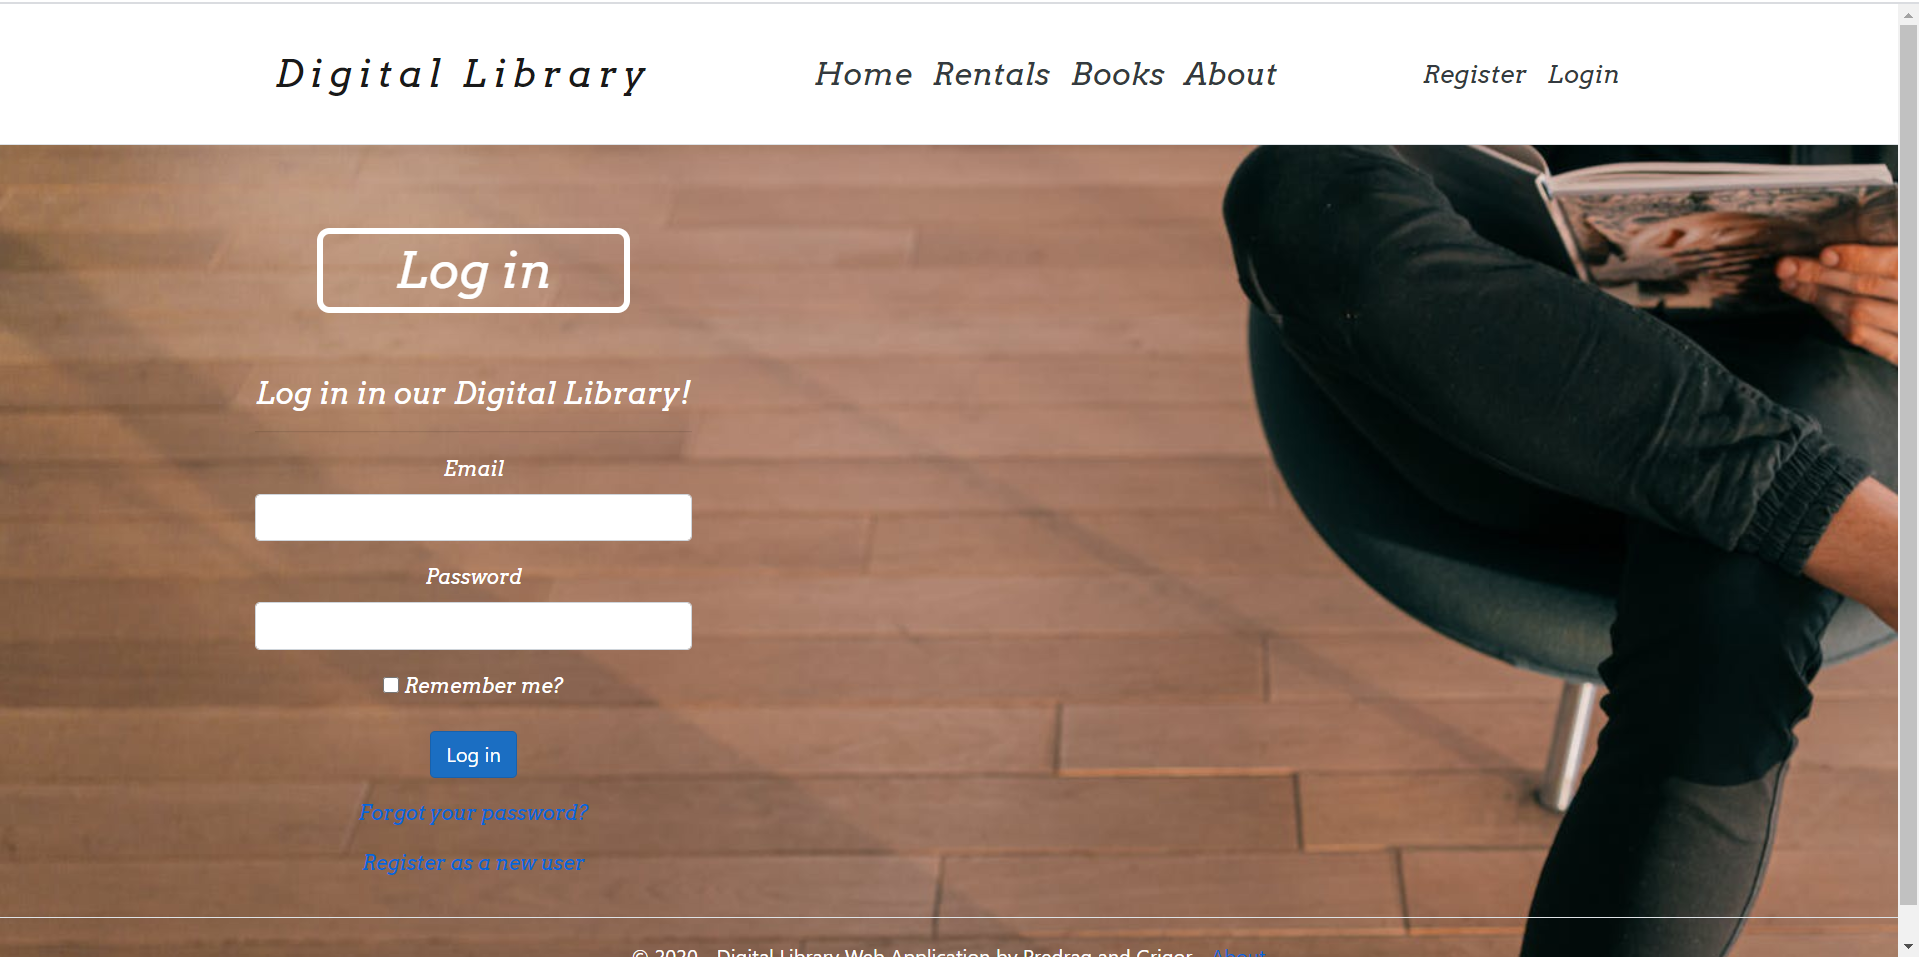 Digital Library
Home Rentals Books About
Register Login
Log in
Log in in our Digital Library!
Email
Password
Remember me?
Log in
Forgot your password?
Register as a new user
© 2020 - Digital Library Web Application by Predrag and Grigor - About